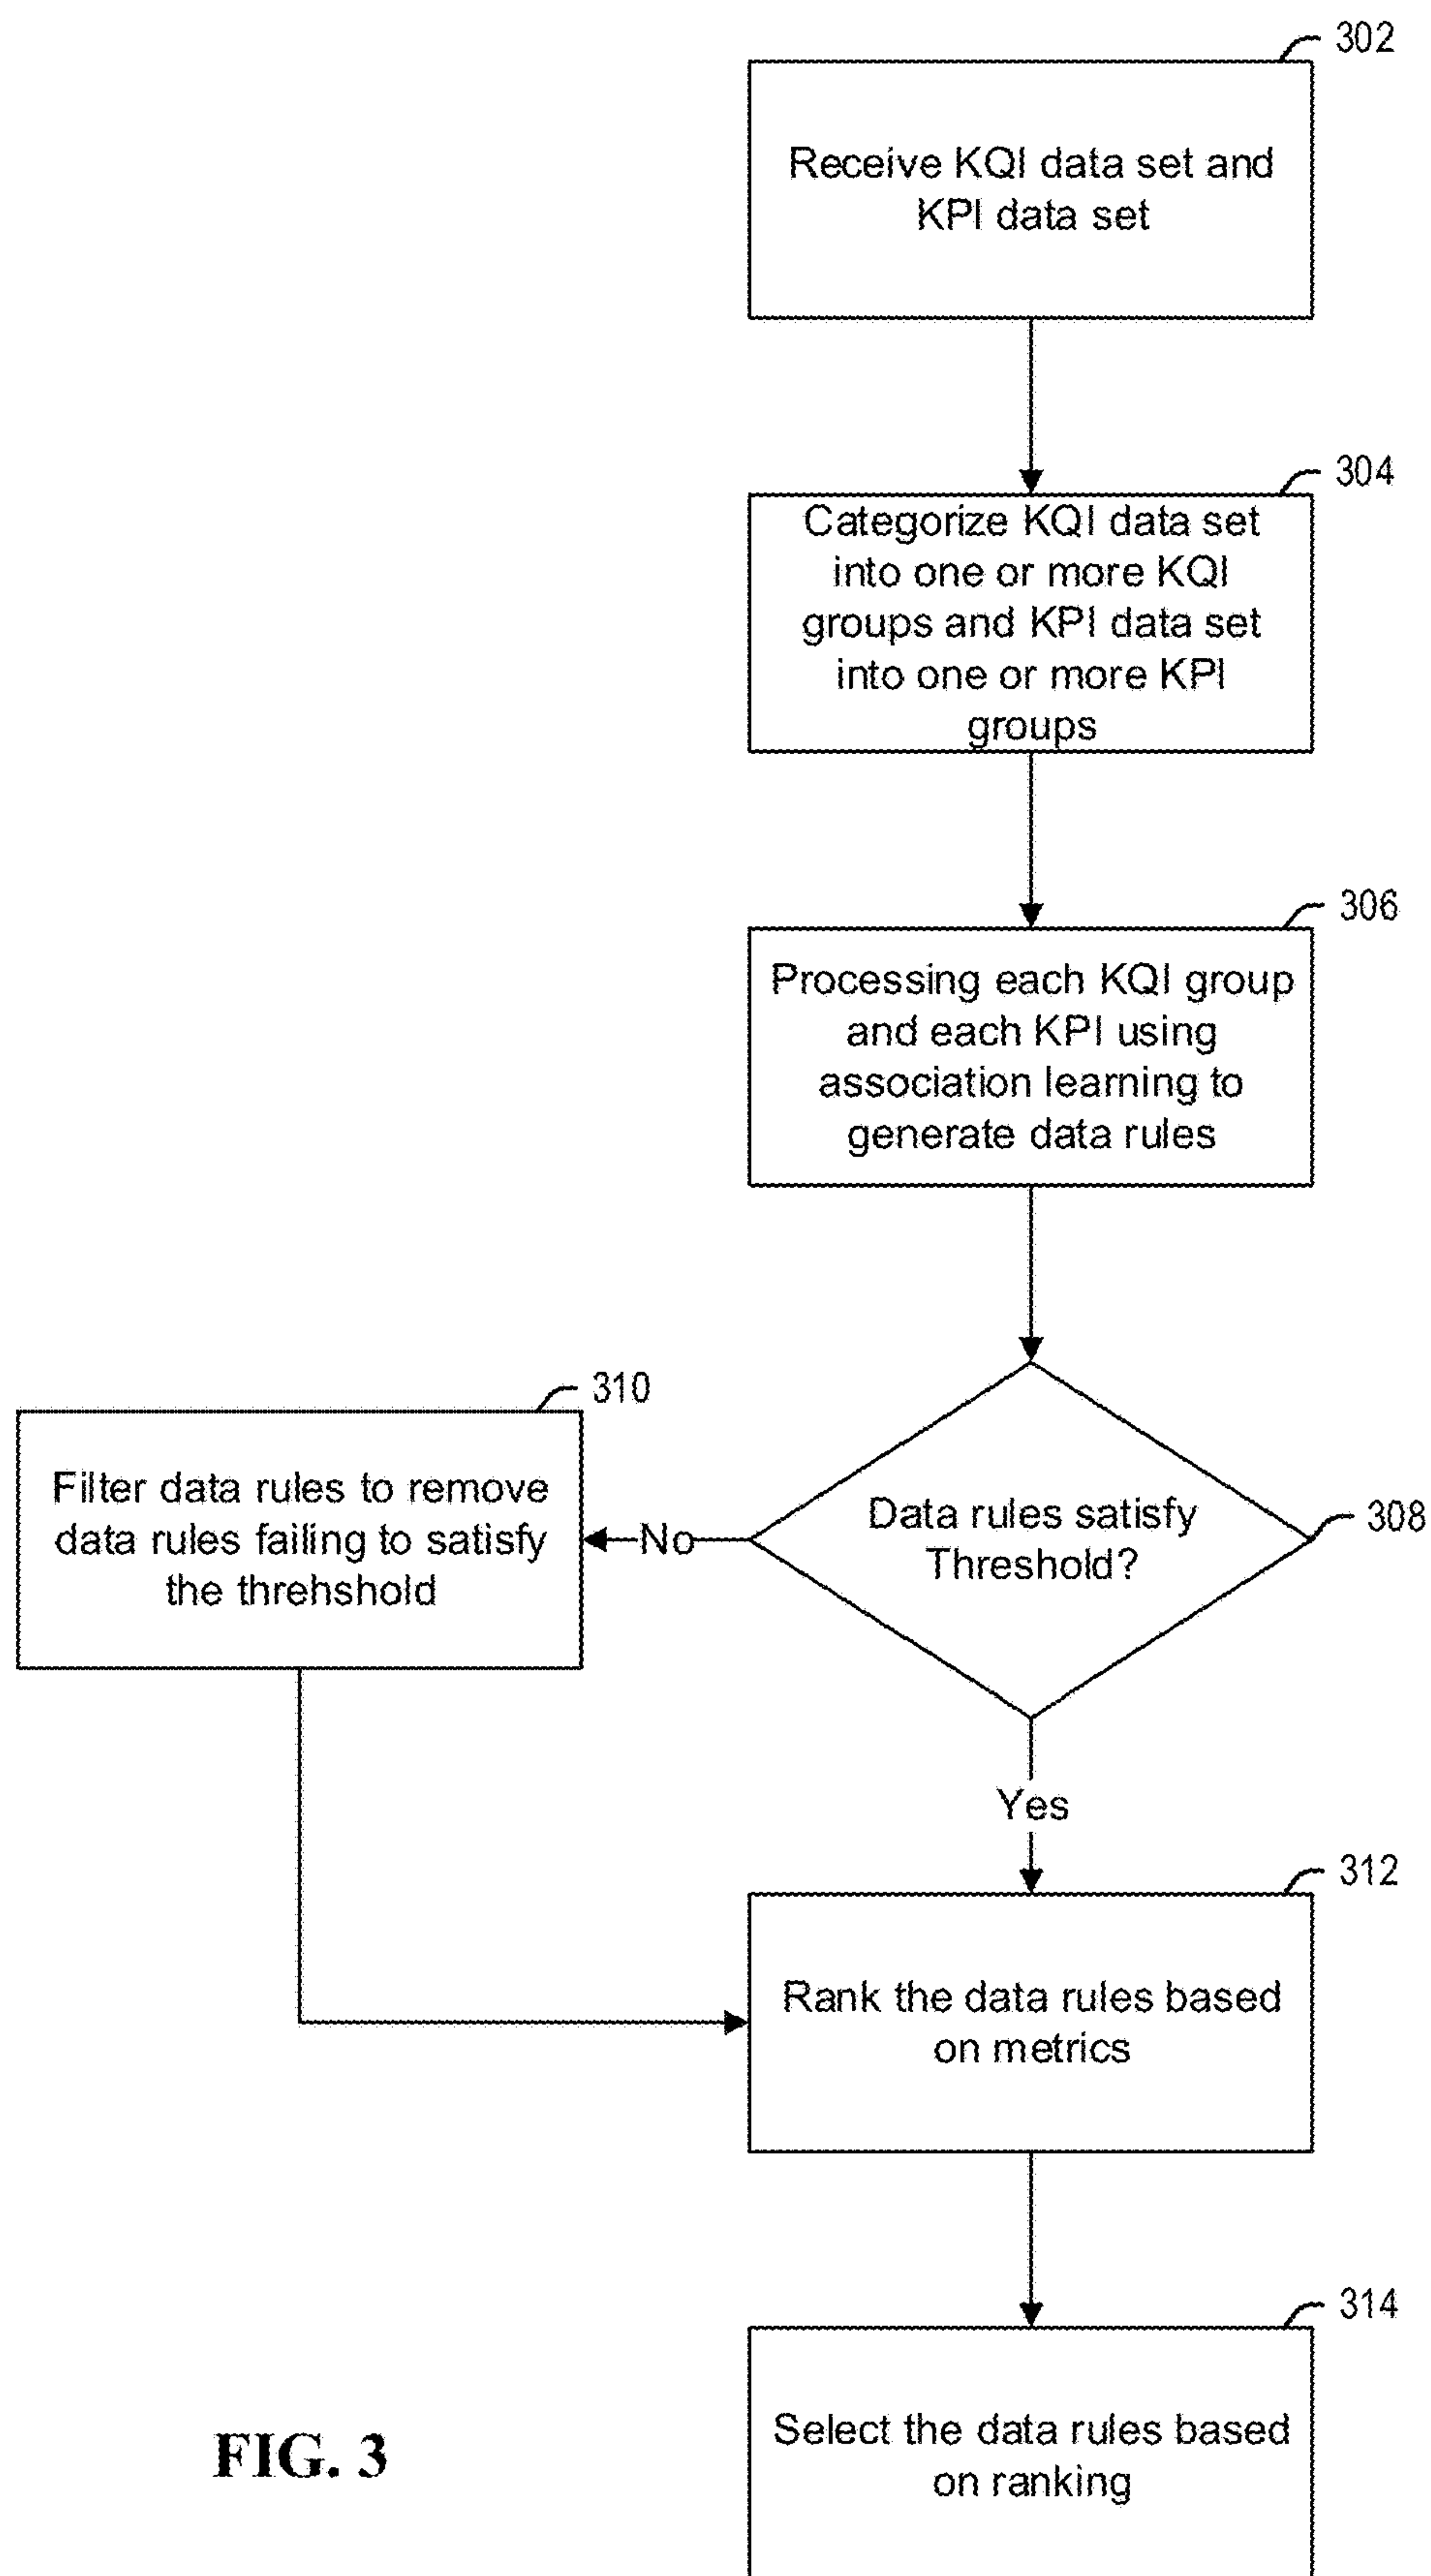 302
Receive KQI data set and
KPI data set
304
Categorize KQI data set
into one or more KQI
groups and KPI data set
into one or more KPI
groups
306
Processing each KQI group
and each KPI using
association learning to
generate data rules
310
Filter data rules to remove
data rules failing to satisfy
the threhshold
No
Data rules satisfy
Threshold?
308
Yes
312
Rank the data rules based
on metrics
314
Select the data rules based
on ranking
FIG. 3